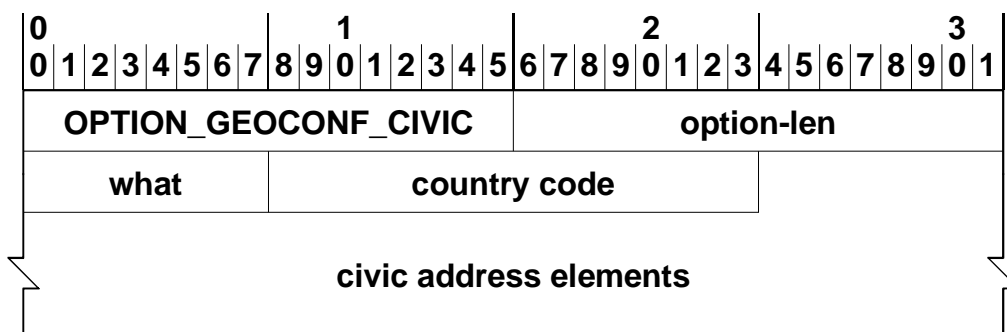 0 1 2 3
0 1 2 3 4 5 6 7 8 9 0 1 2 3 4 5 6 7 8 9 0 1 2 3 4 5 6 7 8 9 0 1
OPTION_GEOCONF_CIVIC option-len
what country code
civic address elements